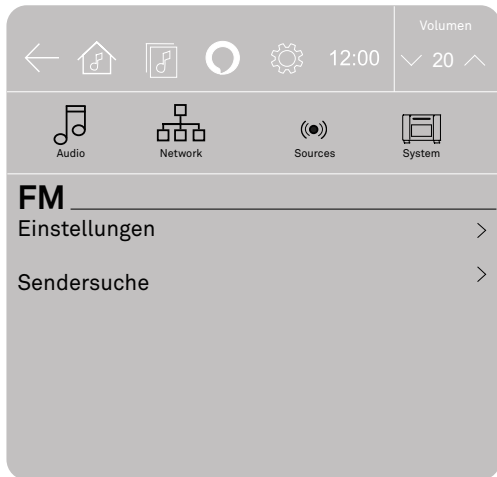 Volumen
12:00 20
Audio Network Sources System
FM
Einstellungen
Sendersuche